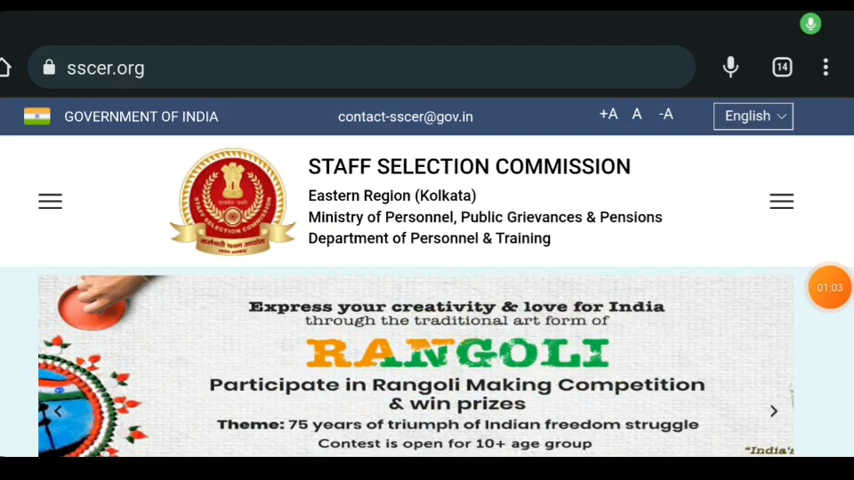 sscer.org
14
GOVERNMENT OF INDIA
contact-sscer@gov.in
+A A -A
English
STAFF SELECTION COMMISSION
Eastern Region (Kolkata)
Ministry of Personnel, Public Grievances & Pensions
Department of Personnel & Training
01:03
Express your creativity & love for India
through the traditional art form of
RANGOLI
Participate in Rangoli Making Competition
& win prizes
Theme: 75 years of triumph of Indian freedom struggle
Contest is open for 10+ age group
"India's